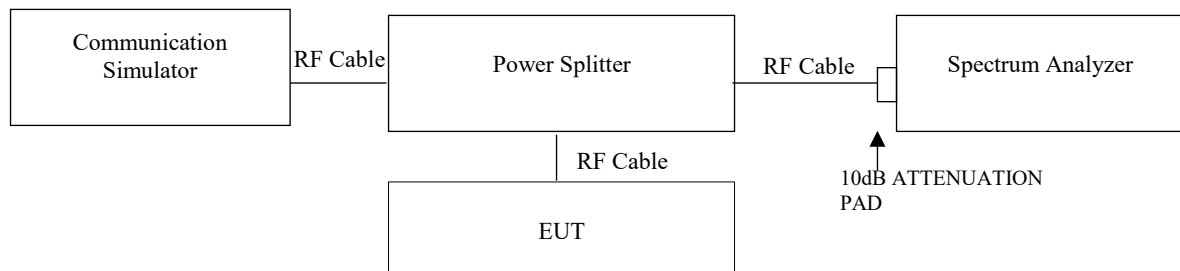 Communication
Simulator
RF Cable
Power Splitter
RF Cable
Spectrum Analyzer
RF Cable
10dB ATTENUATION
PAD
EUT